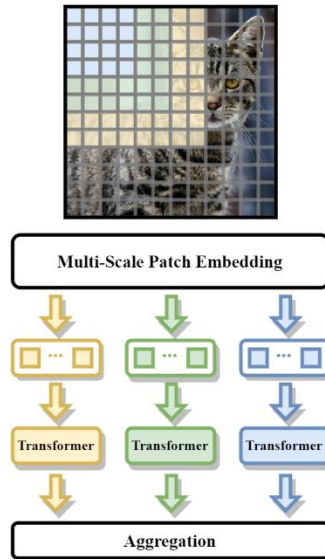 Multi-Scale Patch Embedding
... ... ...
Transformer Transformer Transformer
Aggregation